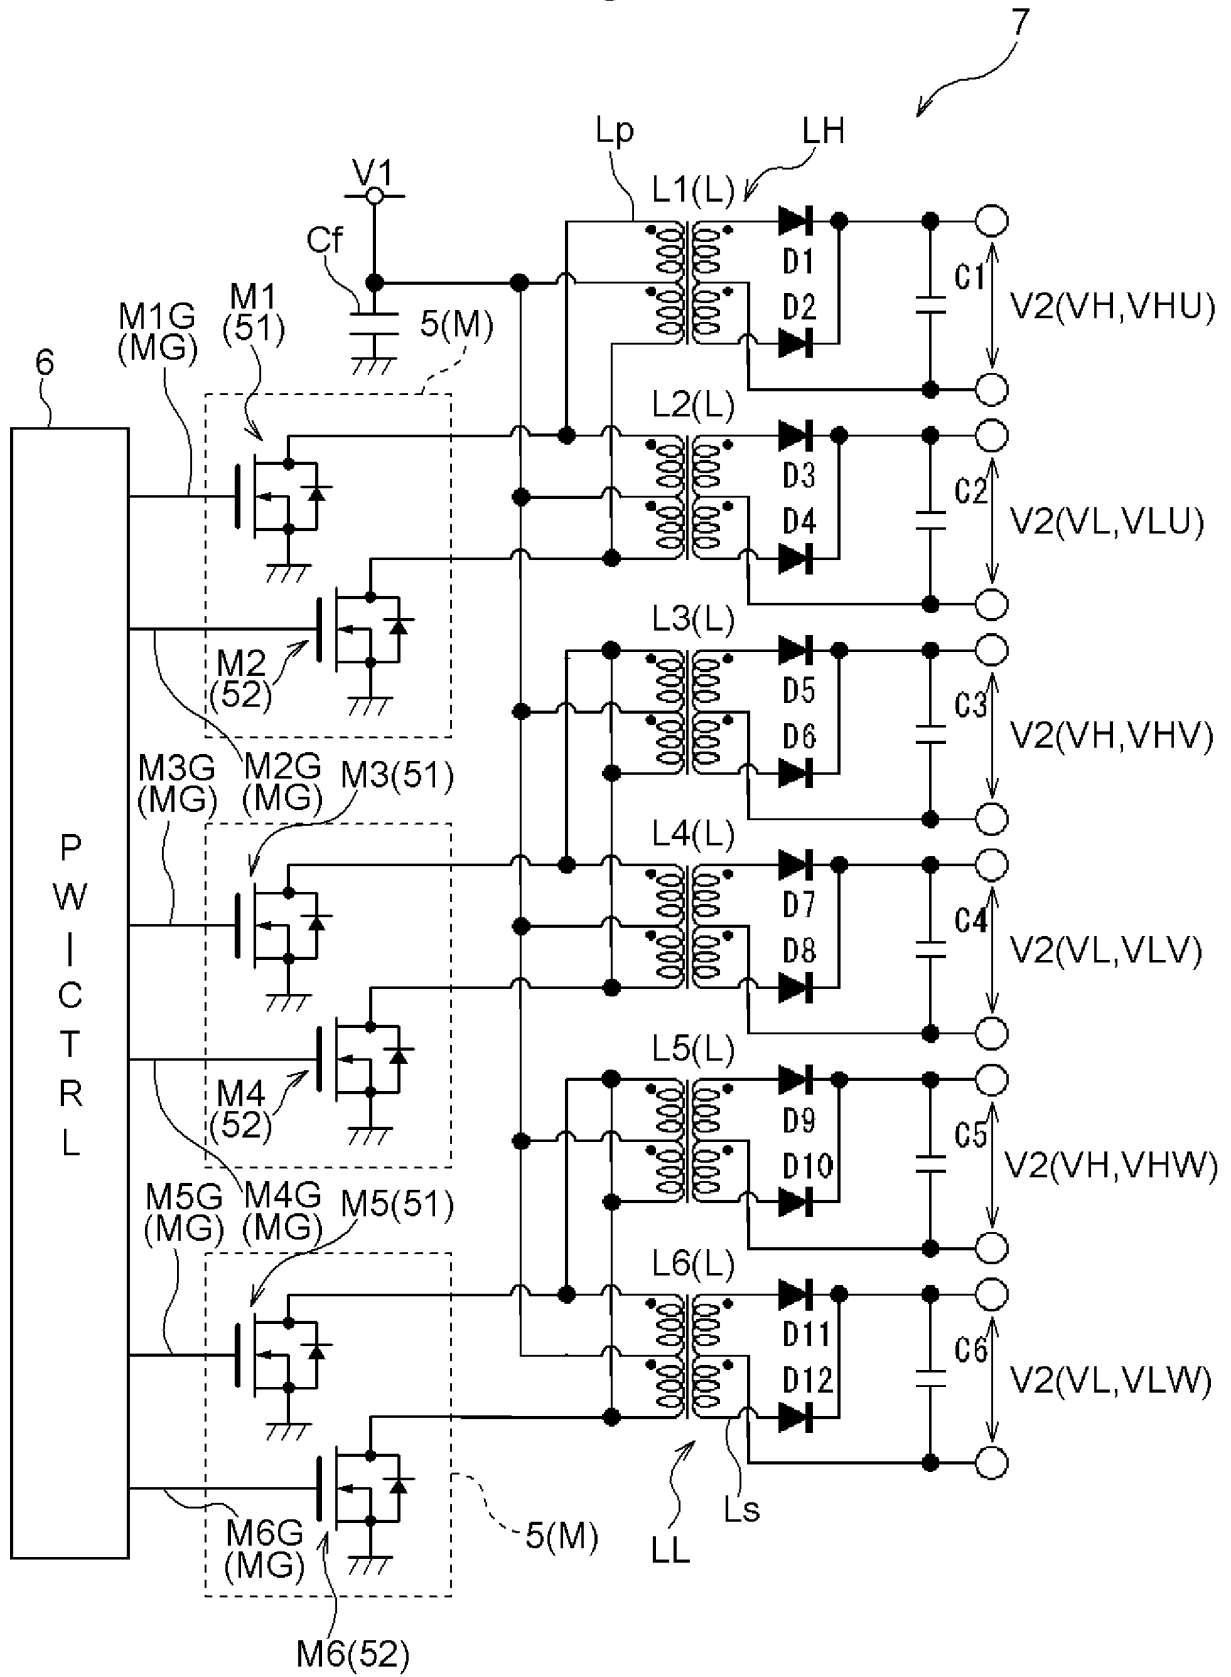 7
Lp
LH
V1
L1(L)
Cf
D1
C1
M1
(51)
M1G
(MG)
5(M)
D2
V2(VH,VHU)
6
L2(L)
D3
C2
D4
V2(VL,VLU)
L3(L)
M2
(52)
D5
C3
D6
V2(VH,VHV)
M3G
(MG)
M2G
(MG)
M3(51)
L4(L)
P
W
I
C
T
R
L
D7
C4
D8
V2(VL,VLV)
L5(L)
M4
(52)
D9
C5
D10
V2(VH,VHW)
M5G
(MG)
M4G
(MG)
M5(51)
L6(L)
D11
C6
D12
V2(VL,VLW)
Ls
M6G
(MG)
5(M)
LL
M6(52)